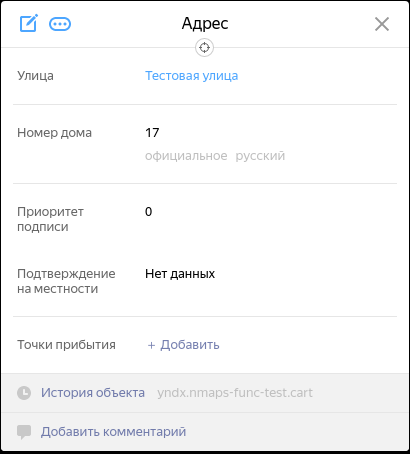 Адрес
Улица Тестовая улица
Номер дома 17
официальное русский
Приоритет
подписи 0
Подтверждение
на местности Нет данных
Точки прибытия + Добавить
История объекта yndx.nmaps-func-test.cart
Добавить комментарий